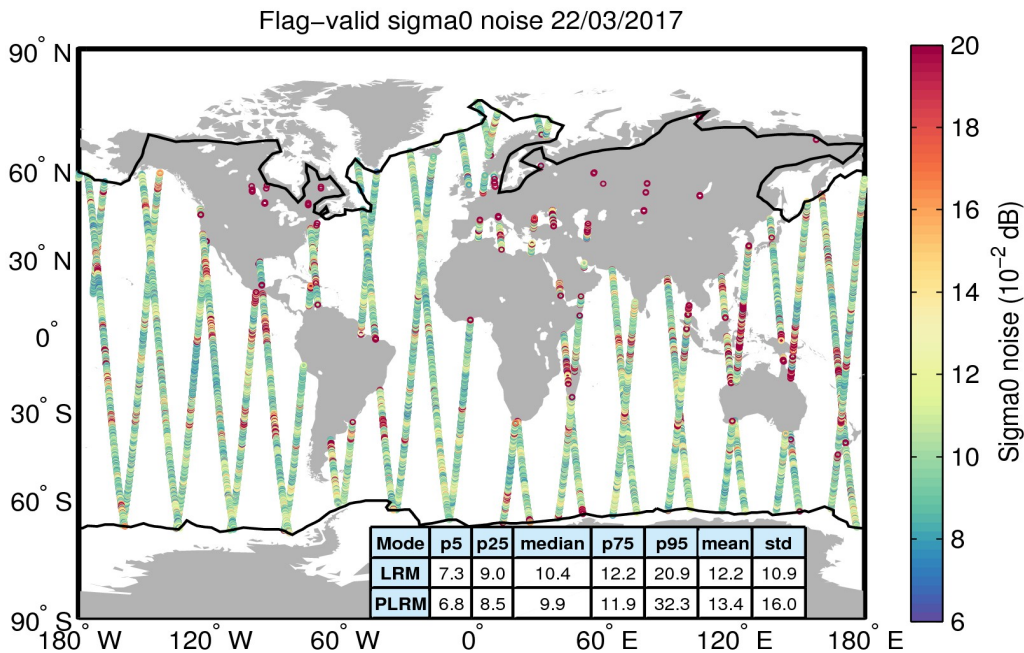 Flag−valid sigma0 noise 22/03/2017
90° N
60° N
30° N
0°
30° S
60° S
90° S
180° W 120° W 60° W 0° 60° E 120° E 180° E
Mode p5 p25 median p75 p95 mean std
LRM 7.3 9.0 10.4 12.2 20.9 12.2 10.9
PLRM 6.8 8.5 9.9 11.9 32.3 13.4 16.0
20
18
16
14
12
10
8
6
Sigma0 noise (10⁻² dB)